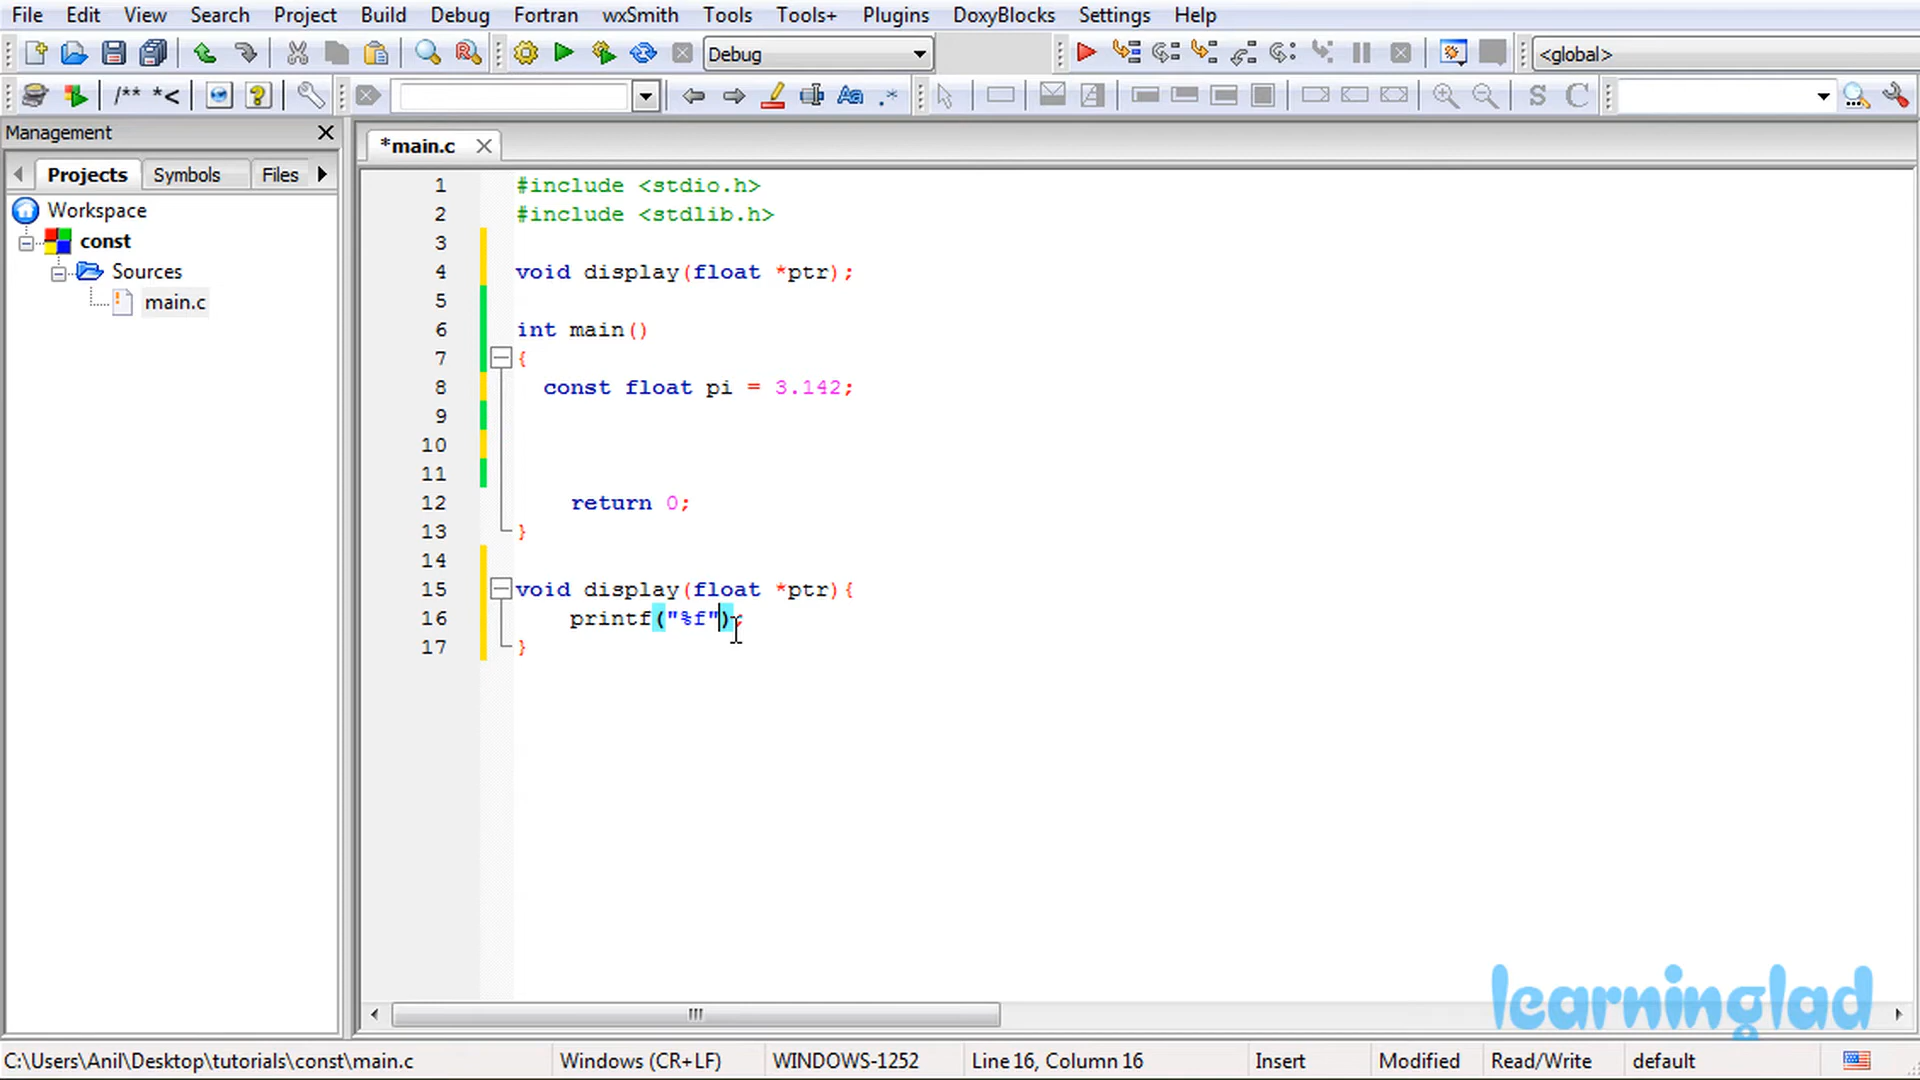 File Edit View Search Project Build Debug Fortran wxSmith Tools Tools+ Plugins DoxyBlocks Settings Help
Debug <global>
/** *< Aa .* S C
Management
*main.c
Projects Symbols Files
Workspace
const
Sources
main.c
1 #include <stdio.h>
2 #include <stdlib.h>
3
4 void display(float *ptr);
5
6 int main()
7 {
8 const float pi = 3.142;
9
10
11
12 return 0;
13 }
14
15 void display(float *ptr){
16 printf("%f");
17 }
learninglad
C:\Users\Anil\Desktop\tutorials\const\main.c Windows (CR+LF) WINDOWS-1252 Line 16, Column 16 Insert Modified Read/Write default